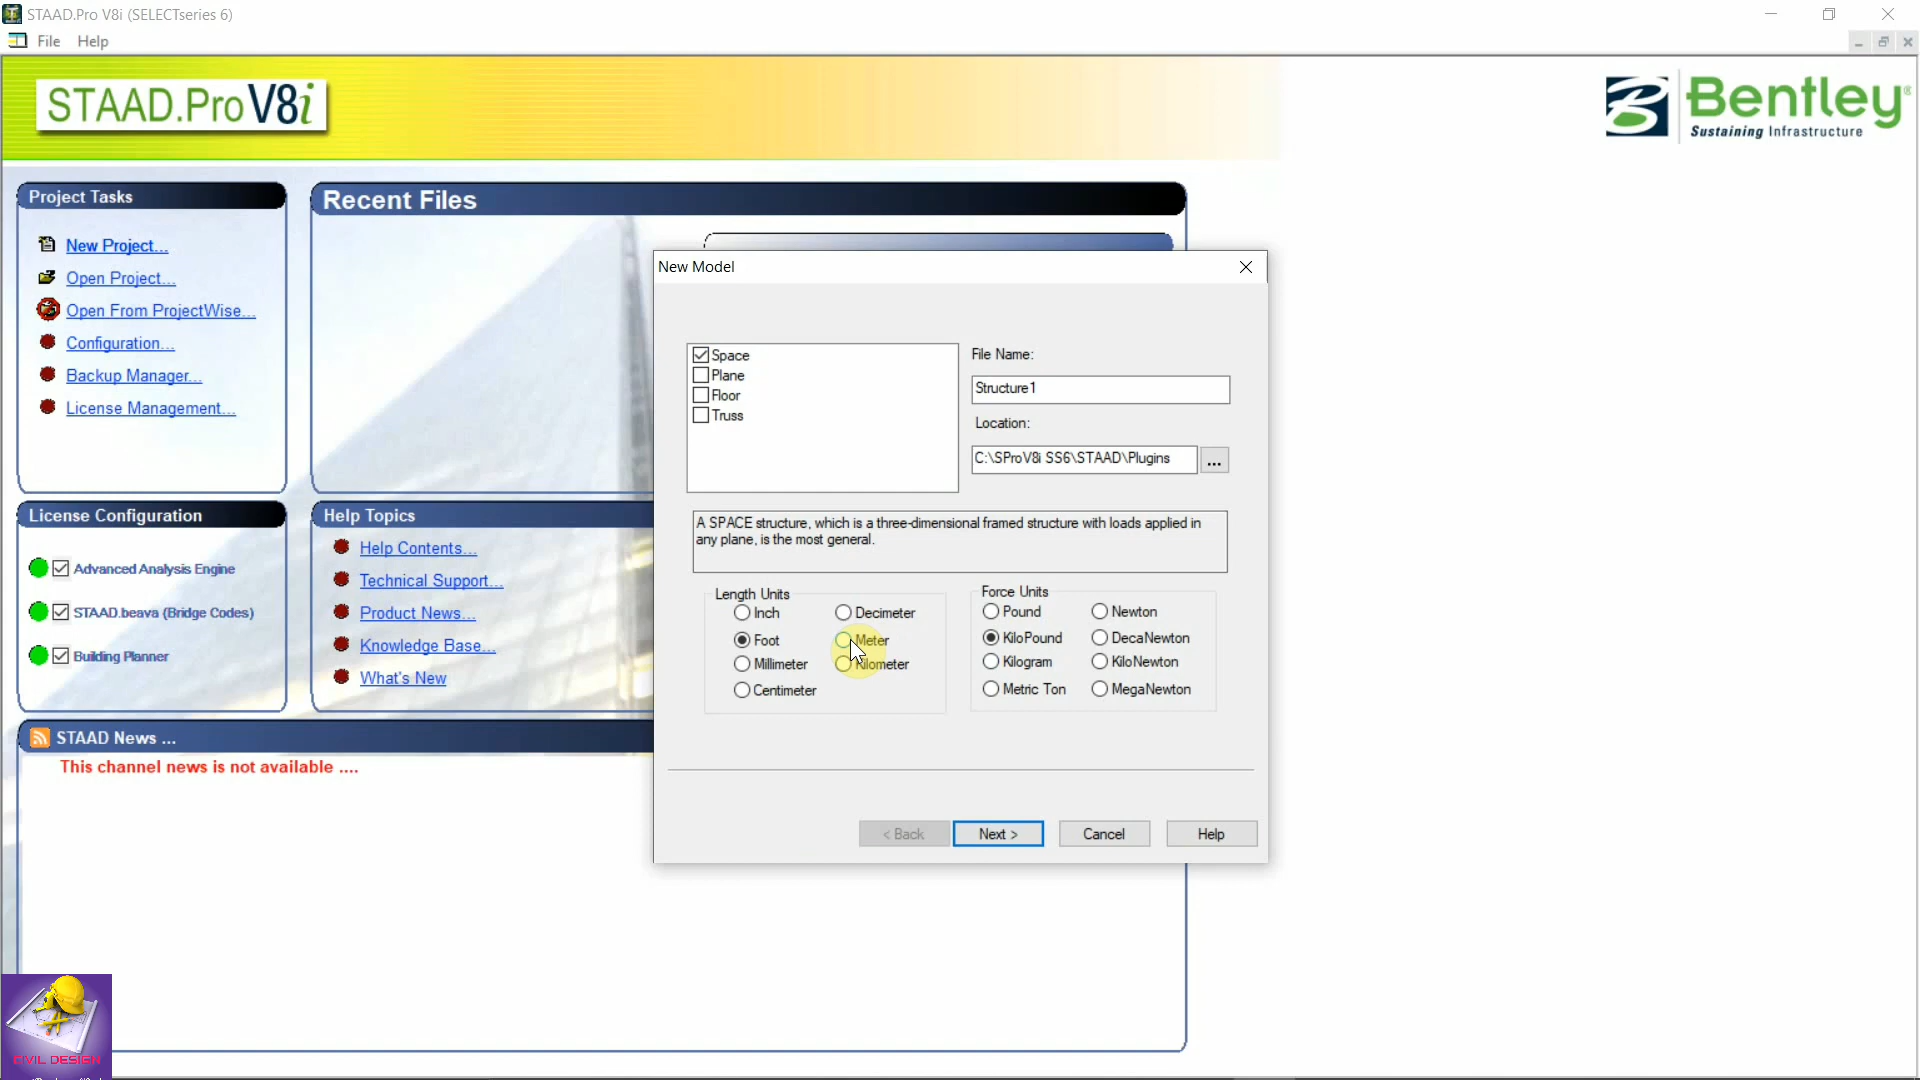 STAAD.Pro V8i (SELECTseries 6)
File Help
STAAD.Pro V8i
Bentley®
Sustaining Infrastructure
Project Tasks
New Project...
Open Project...
Open From ProjectWise...
Configuration...
Backup Manager...
License Management...
Recent Files
New Model
Space
Plane
Floor
Truss
File Name:
Structure1
Location:
C:\SProV8i SS6\STAAD\Plugins
...
A SPACE structure, which is a three-dimensional framed structure with loads applied in
any plane, is the most general.
Length Units
Inch Decimeter
Foot Meter
Millimeter Kilometer
Centimeter
Force Units
Pound Newton
KiloPound DecaNewton
Kilogram KiloNewton
Metric Ton MegaNewton
< Back Next > Cancel Help
License Configuration
Advanced Analysis Engine
STAAD.beava (Bridge Codes)
Building Planner
Help Topics
Help Contents...
Technical Support...
Product News...
Knowledge Base...
What's New
STAAD News ...
This channel news is not available ....
CIVIL DESIGN